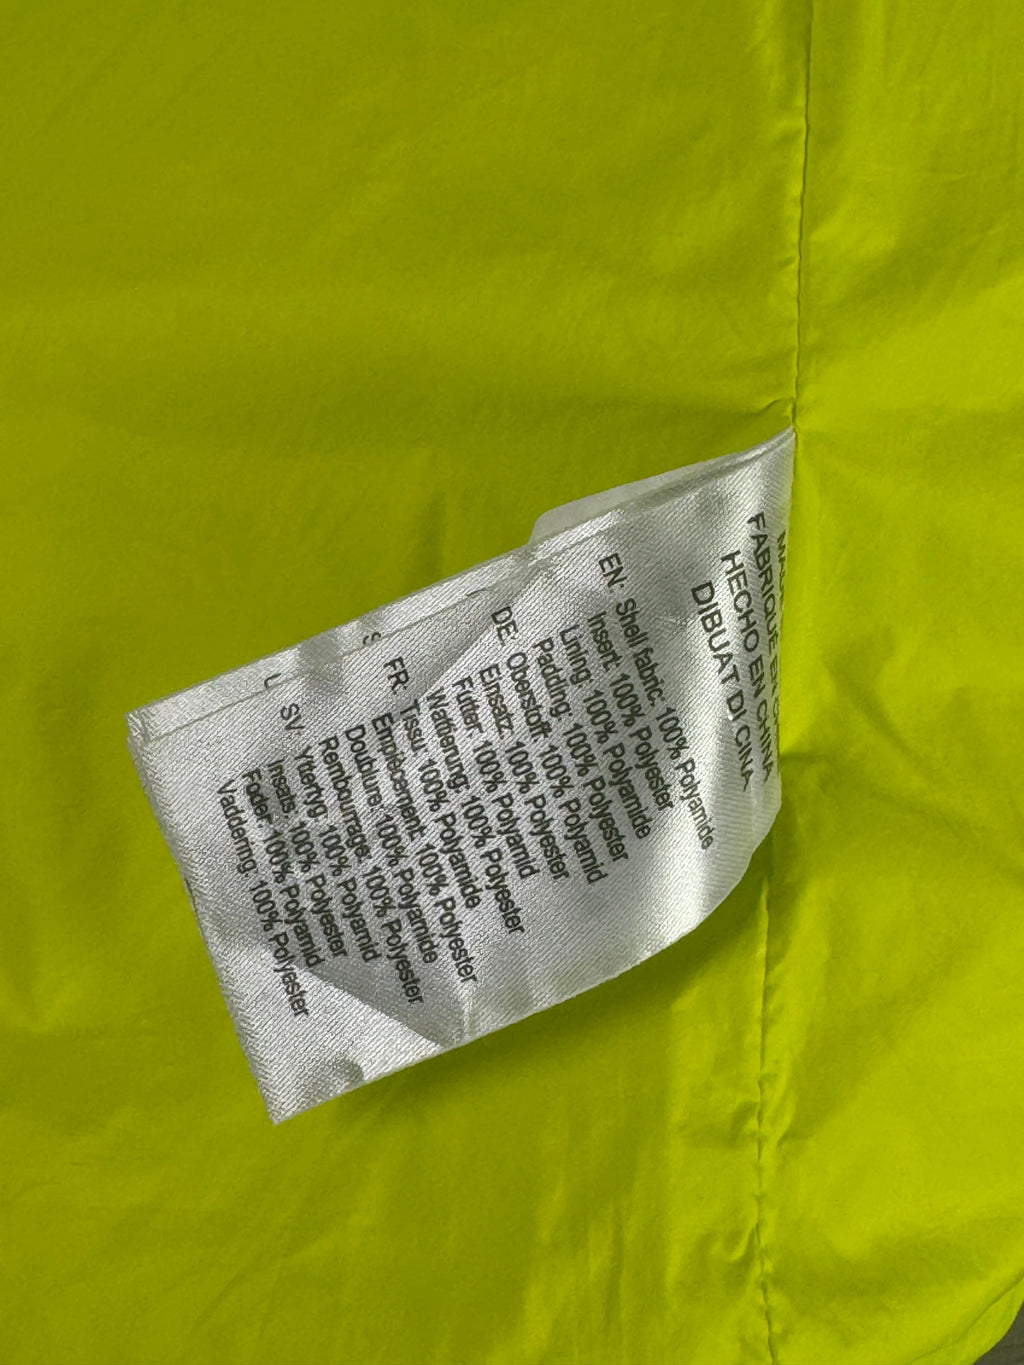 FABRIQUE EN
HECHO EN CHINA
DIBUAT DI CINA
EN: Shell fabric: 100% Polyamide
Insert: 100% Polyester
Lining: 100% Polyamide
Padding: 100% Polyester
DE: Oberstoff: 100% Polyamid
Einsatz: 100% Polyester
Futter: 100% Polyamid
Wattierung: 100% Polyester
FR: Tissu: 100% Polyamide
Empiècement: 100% Polyester
Doublure: 100% Polyamide
Rembourrage: 100% Polyester
SV: Yttertyg: 100% Polyamid
Insats: 100% Polyester
Foder: 100% Polyamid
Vaddering: 100% Polyester